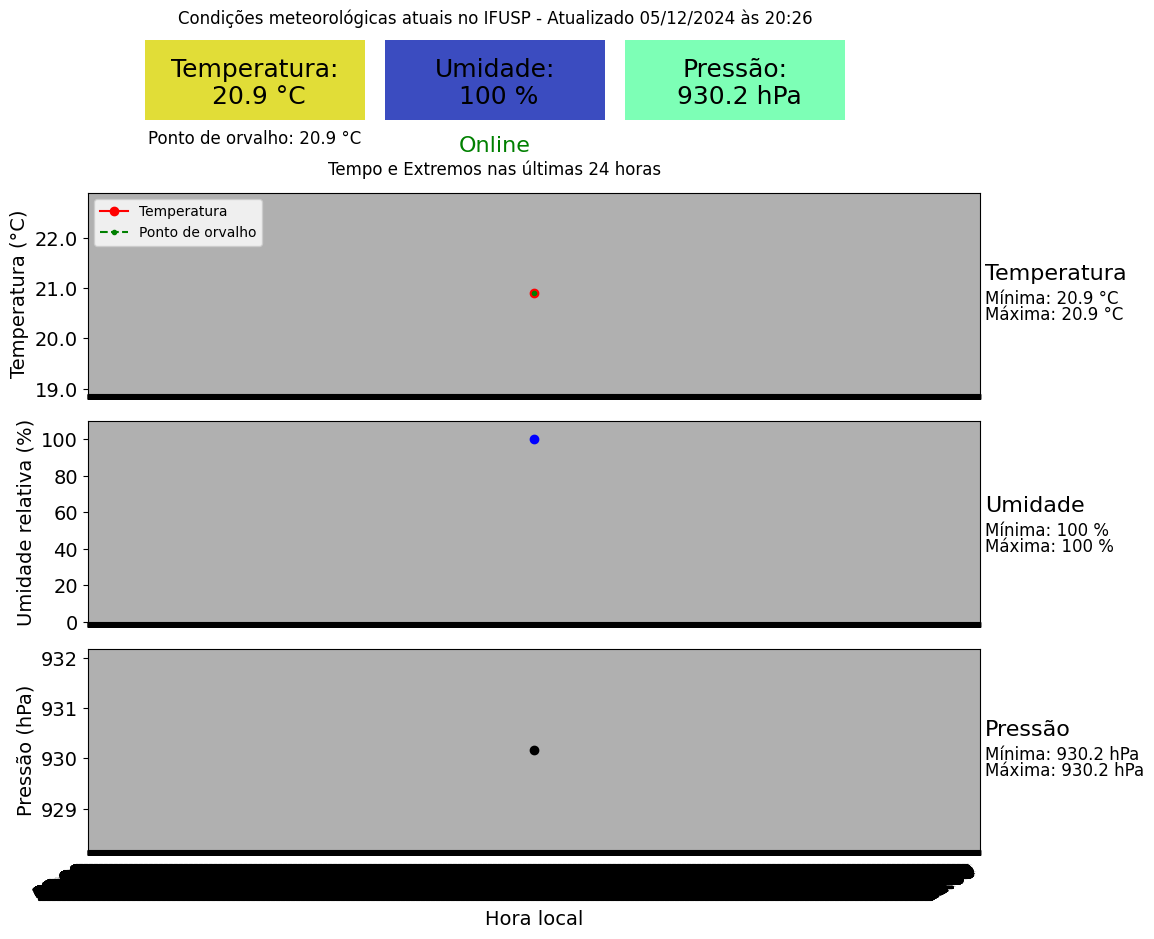 Condições meteorológicas atuais no IFUSP - Atualizado 05/12/2024 às 20:26
Temperatura:
20.9 °C
Umidade:
100 %
Pressão:
930.2 hPa
Ponto de orvalho: 20.9 °C
Online
Tempo e Extremos nas últimas 24 horas
Temperatura (°C)
22.0
21.0
20.0
19.0
Temperatura
Ponto de orvalho
Temperatura
Mínima: 20.9 °C
Máxima: 20.9 °C
Umidade relativa (%)
100
80
60
40
20
0
Umidade
Mínima: 100 %
Máxima: 100 %
Pressão (hPa)
932
931
930
929
Pressão
Mínima: 930.2 hPa
Máxima: 930.2 hPa
Hora local